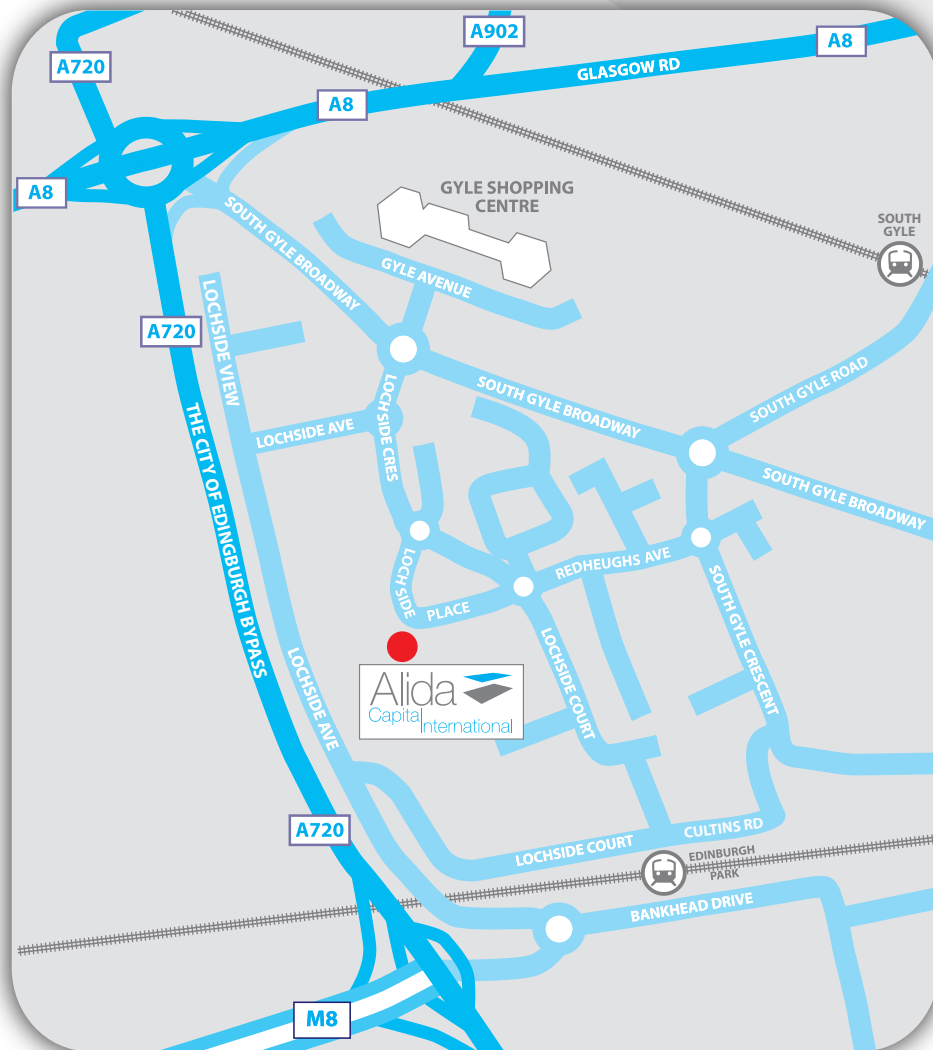 A902
A8
A720
GLASGOW RD
A8
A8
GYLE SHOPPING
CENTRE
SOUTH
GYLE
SOUTH GYLE BROADWAY
GYLE AVENUE
LOCHSIDE VIEW
A720
SOUTH GYLE ROAD
SOUTH GYLE BROADWAY
LOCHSIDE CRES
LOCHSIDE AVE
THE CITY OF EDINGBURGH BYPASS
SOUTH GYLE BROADWAY
LOCH SIDE
PLACE
REDHEUGHS AVE
SOUTH GYLE CRESCENT
LOCHSIDE COURT
LOCHSIDE AVE
Alida
Capital
International
A720
LOCHSIDE COURT
CULTINS RD
EDINBURGH
PARK
BANKHEAD DRIVE
M8